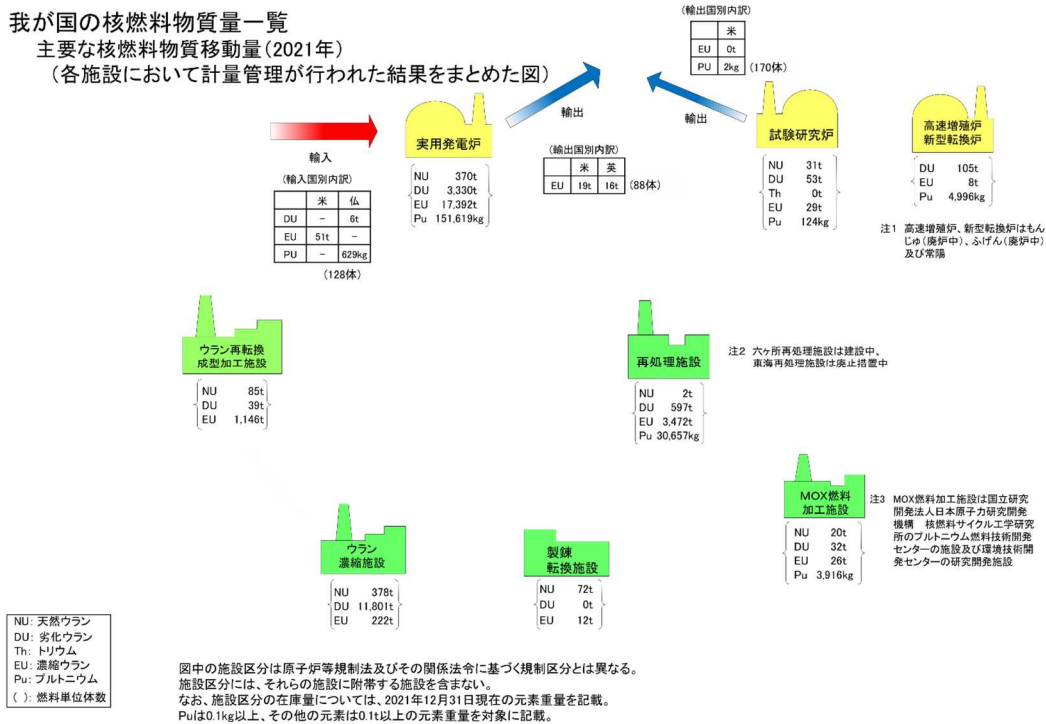 我が国の核燃料物質量一覧
主要な核燃料物質移動量(2021年)
(各施設において計量管理が行われた結果をまとめた図)
(輸出国別内訳)
米
EU 0t
PU 2kg (170体)
輸入
(輸入国別内訳)
米 仏
DU - 6t
EU 51t -
PU - 629kg
(128体)
実用発電炉
NU 370t
DU 3,330t
EU 17,392t
Pu 151,619kg
輸出
(輸出国別内訳)
米 英
EU 19t 16t (88体)
輸出
試験研究炉
NU 31t
DU 53t
Th 0t
EU 29t
Pu 124kg
高速増殖炉
新型転換炉
DU 105t
EU 8t
Pu 4,996kg
注1 高速増殖炉、新型転換炉はもん
じゅ(廃炉中)、ふげん(廃炉中)
及び常陽
ウラン再転換
成型加工施設
NU 85t
DU 39t
EU 1,146t
再処理施設
NU 2t
DU 597t
EU 3,472t
Pu 30,657kg
注2 六ヶ所再処理施設は建設中、
東海再処理施設は廃止措置中
ウラン
濃縮施設
NU 378t
DU 11,801t
EU 222t
製錬
転換施設
NU 72t
DU 0t
EU 12t
MOX燃料
加工施設
NU 20t
DU 32t
EU 26t
Pu 3,916kg
注3 MOX燃料加工施設は国立研究
開発法人日本原子力研究開発
機構 核燃料サイクル工学研究
所のプルトニウム燃料技術開発
センターの施設及び環境技術開
発センターの研究開発施設
NU: 天然ウラン
DU: 劣化ウラン
Th: トリウム
EU: 濃縮ウラン
Pu: プルトニウム
( ): 燃料単位体数
図中の施設区分は原子炉等規制法及びその関係法令に基づく規制区分とは異なる。
施設区分には、それらの施設に附帯する施設を含まない。
なお、施設区分の在庫量については、2021年12月31日現在の元素重量を記載。
Puは0.1kg以上、その他の元素は0.1t以上の元素重量を対象に記載。